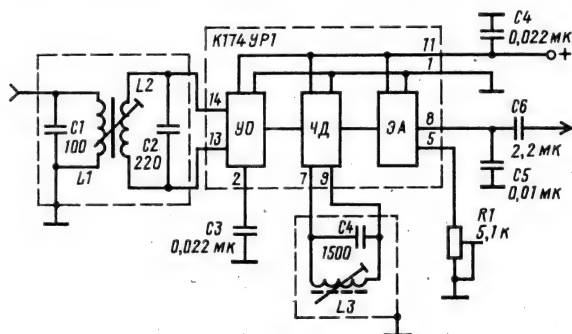 К174УР1
C4
0,022 мк
11
+
1
L2
14
C1
100
C2
220
L1
УО
ЧД
ЭА
13
8
5
C6
2,2 мк
2
7
9
C5
0,01 мк
C3
0,022 мк
C4
1500
L3
R1
5,1 к